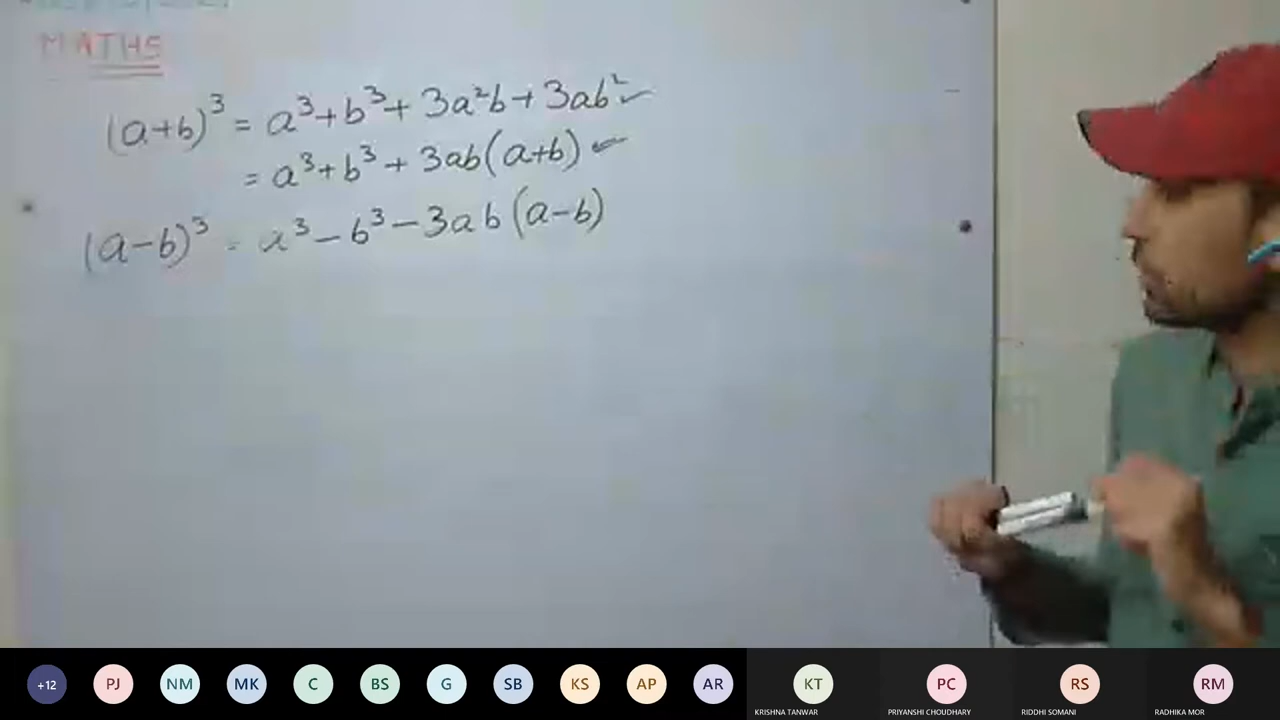 MATHS
(a+b)³ = a³+b³+ 3a²b+3ab²
= a³+b³ + 3ab(a+b)
(a-b)³ = a³-b³-3ab(a-b)
+12 PJ NM MK C BS G SB KS AP AR KT PC RS RM
KRISHNA TANWAR PRIYANSHI CHOUDHARY RIDDHI SOMANI RADHIKA MOR